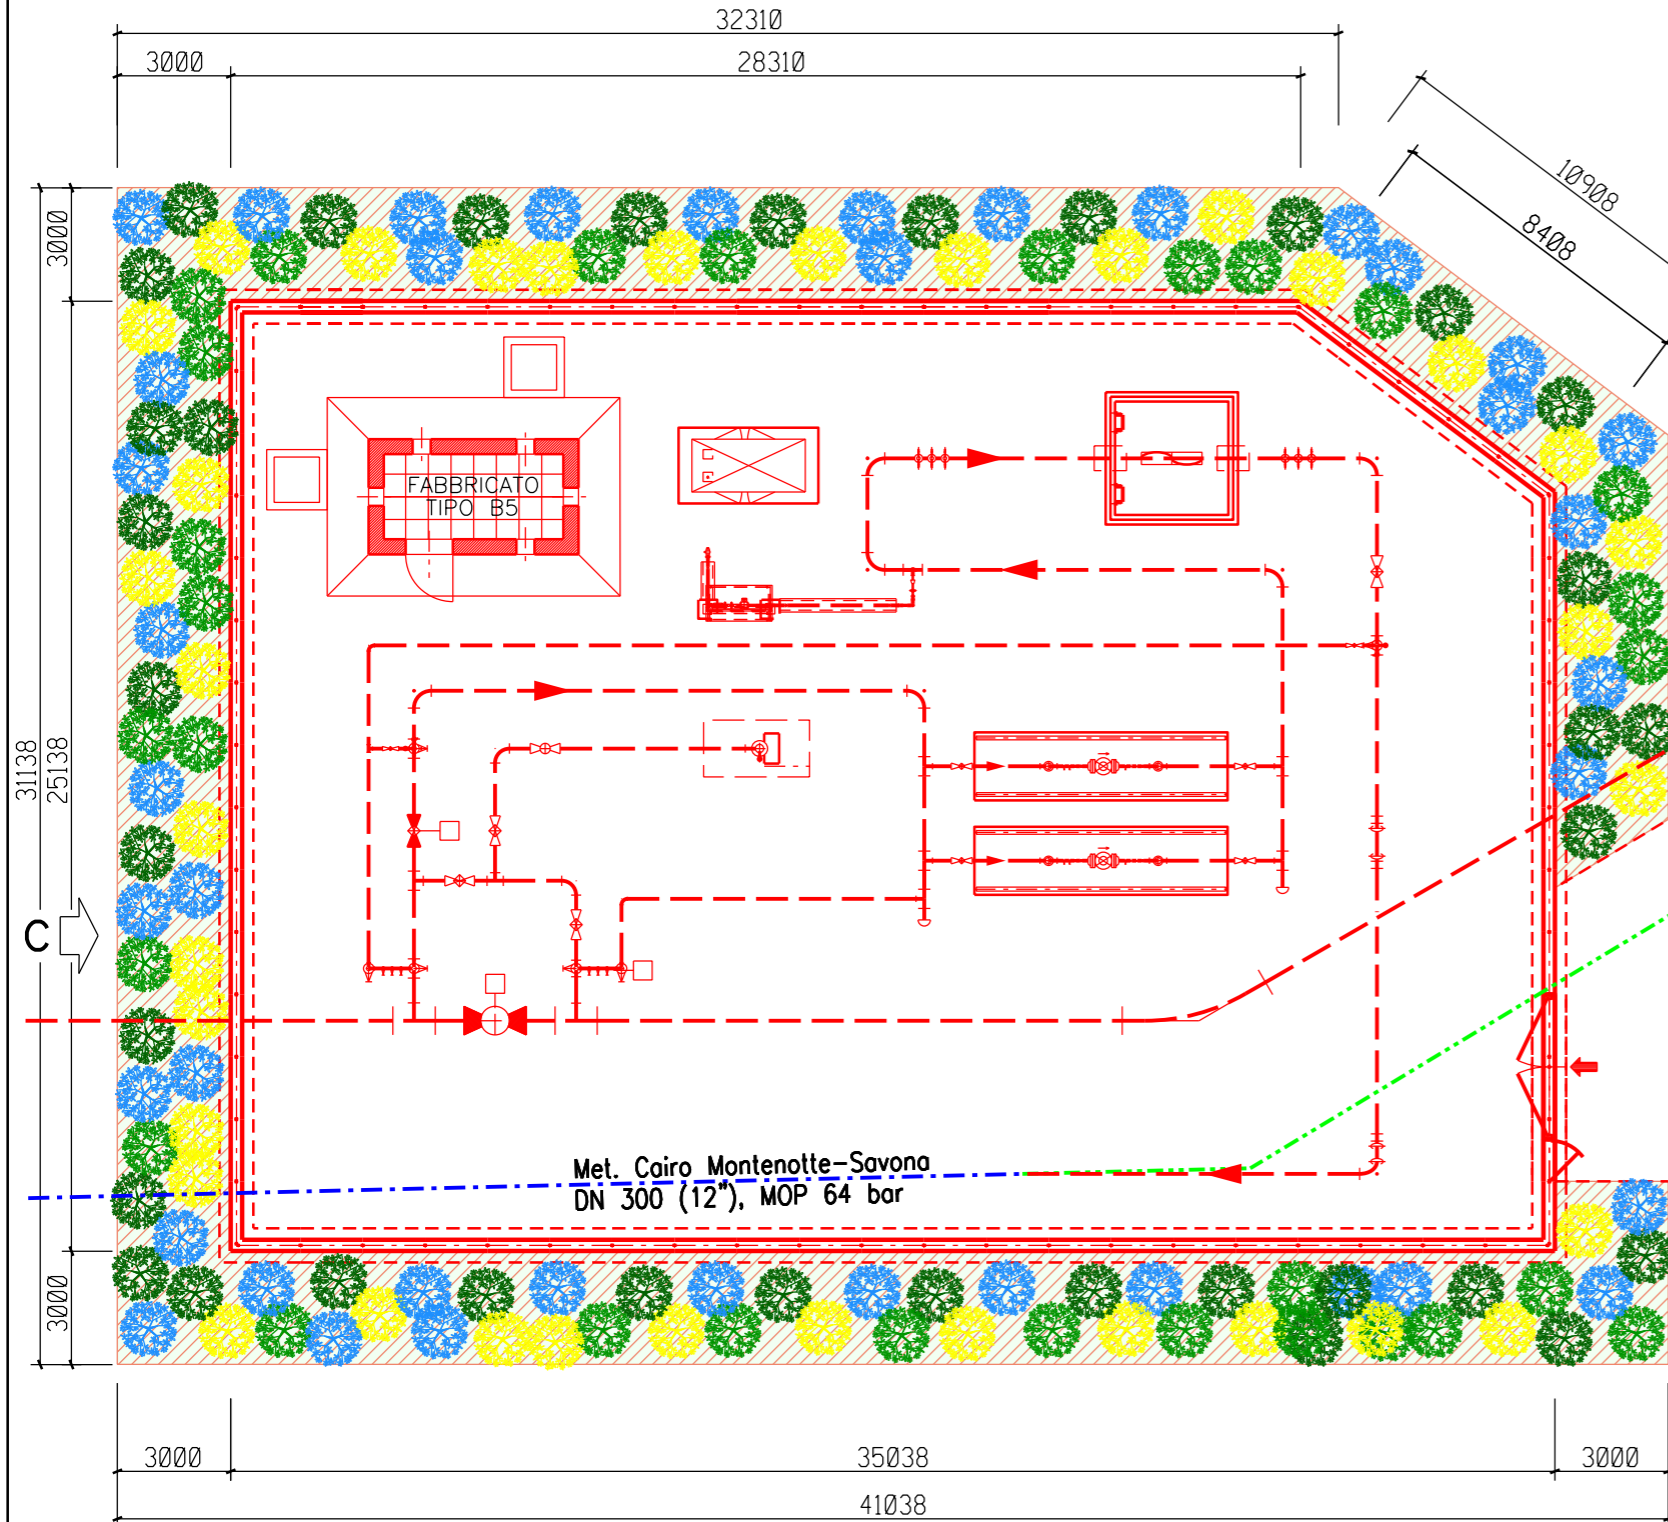 32310
3000
28310
10908
8408
3000
FABBRICATO
TIPO B5
31138
25138
C
Met. Cairo Montenotte-Savona
DN 300 (12"), MOP 64 bar
3000
3000
35038
3000
41038